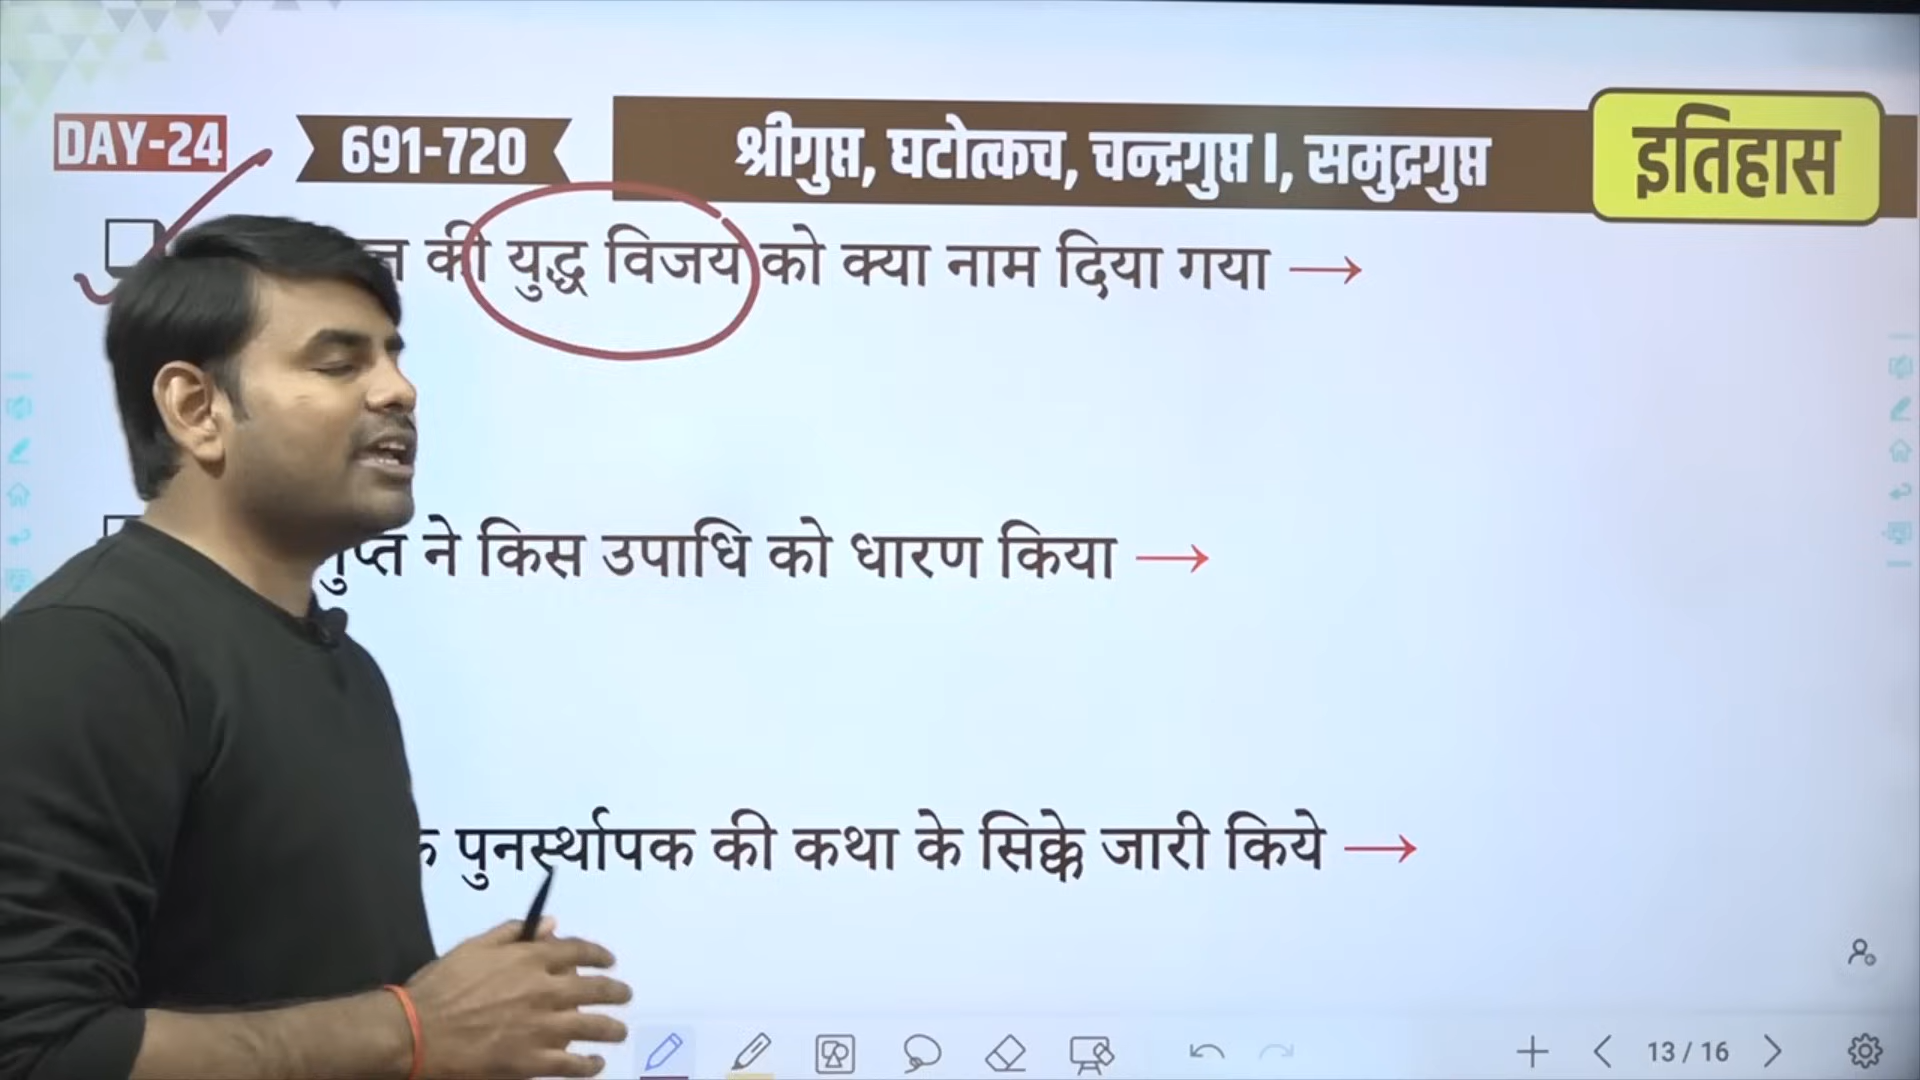 DAY-24 691-720 श्रीगुप्त, घटोत्कच, चन्द्रगुप्त I, समुद्रगुप्त इतिहास
की युद्ध विजय को क्या नाम दिया गया →
गुप्त ने किस उपाधि को धारण किया →
पुनर्स्थापक की कथा के सिक्के जारी किये →
13 / 16